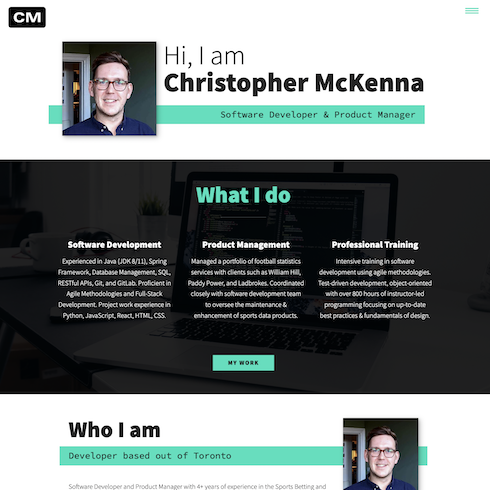 CM
Hi, I am
Christopher McKenna
Software Developer & Product Manager
What I do
Software Development
Experienced in Java (JDK 8/11), Spring
Framework, Database Management, SQL,
RESTful APIs, Git, and GitLab. Proficient in
Agile Methodologies and Full-Stack
Development. Project work experience in
Python, JavaScript, React, HTML, CSS.
Product Management
Managed a portfolio of football statistics
services with clients such as William Hill,
Paddy Power, and Ladbrokes. Coordinated
closely with software development team
to oversee the maintenance &
enhancement of sports data products.
Professional Training
Intensive training in software
development using agile methodologies.
Test-driven development, object-oriented
with over 800 hours of instructor-led
programming focusing on up-to-date
best practices & fundamentals of design.
MY WORK
Who I am
Developer based out of Toronto
Software Developer and Product Manager with 4+ years of experience in the Sports Betting and